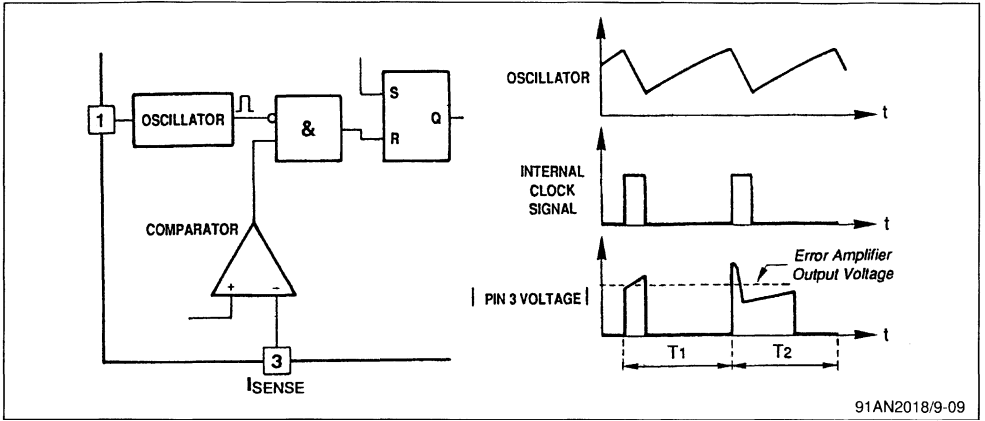 1
OSCILLATOR
&
S
R
Q
COMPARATOR
+
−
3
ISENSE
OSCILLATOR
t
INTERNAL
CLOCK
SIGNAL
t
Error Amplifier
Output Voltage
| PIN 3 VOLTAGE |
t
T1
T2
91AN2018/9-09